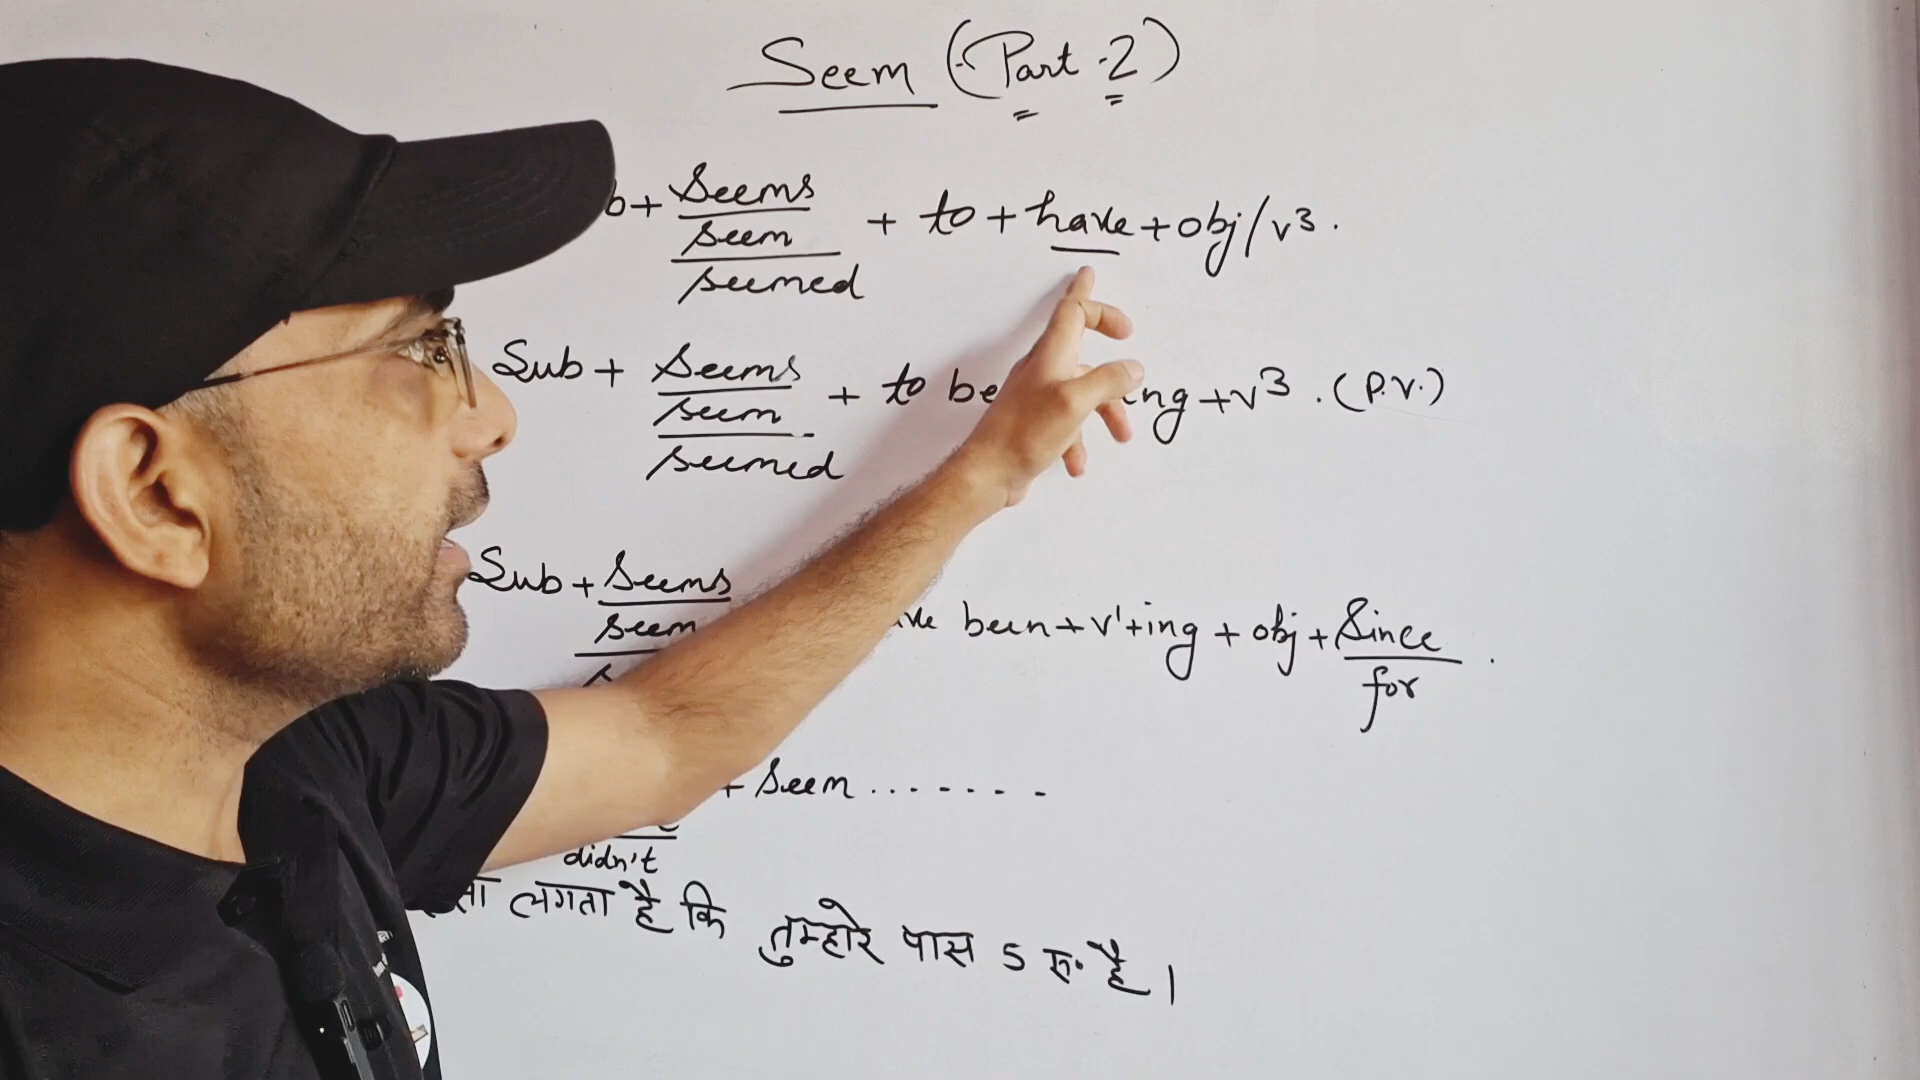 Seem (Part-2)
+ Seems / seem / seemed + to + have + obj/v³.
Sub + Seems / seem / seemed + to be ing + v³. (P.V.)
Sub + Seems / seem been + v¹+ing + obj + Since / for .
+ Seem .......
didn't
लगता है कि तुम्हारे पास 5 रु. है।